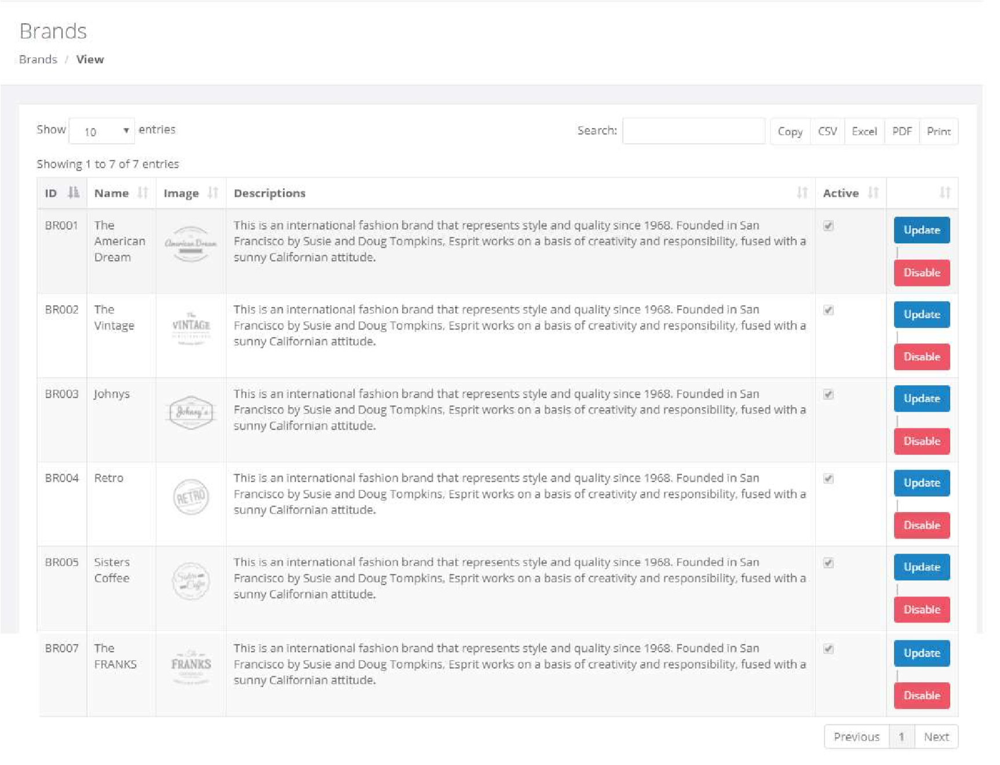 Brands
Brands / View
Show 10 entries
Search: Copy CSV Excel PDF Print
Showing 1 to 7 of 7 entries
ID Name Image Descriptions Active
BR001 The American Dream American Dream This is an international fashion brand that represents style and quality since 1968. Founded in San
Francisco by Susie and Doug Tompkins, Esprit works on a basis of creativity and responsibility, fused with a
sunny Californian attitude.
Update
|
Disable
BR002 The Vintage The VINTAGE This is an international fashion brand that represents style and quality since 1968. Founded in San
Francisco by Susie and Doug Tompkins, Esprit works on a basis of creativity and responsibility, fused with a
sunny Californian attitude.
Update
|
Disable
BR003 Johnys Johnny's This is an international fashion brand that represents style and quality since 1968. Founded in San
Francisco by Susie and Doug Tompkins, Esprit works on a basis of creativity and responsibility, fused with a
sunny Californian attitude.
Update
|
Disable
BR004 Retro RETRO This is an international fashion brand that represents style and quality since 1968. Founded in San
Francisco by Susie and Doug Tompkins, Esprit works on a basis of creativity and responsibility, fused with a
sunny Californian attitude.
Update
|
Disable
BR005 Sisters Coffee Sisters Coffee This is an international fashion brand that represents style and quality since 1968. Founded in San
Francisco by Susie and Doug Tompkins, Esprit works on a basis of creativity and responsibility, fused with a
sunny Californian attitude.
Update
|
Disable
BR007 The FRANKS The FRANKS This is an international fashion brand that represents style and quality since 1968. Founded in San
Francisco by Susie and Doug Tompkins, Esprit works on a basis of creativity and responsibility, fused with a
sunny Californian attitude.
Update
|
Disable
Previous 1 Next